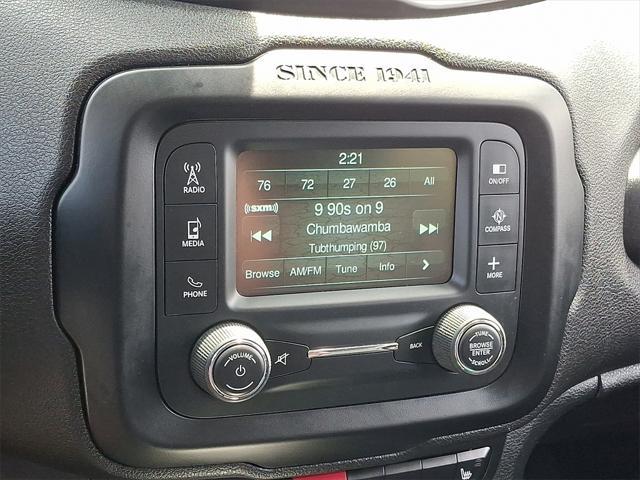 SINCE 1941
2:21
76 72 27 26 All
((sxm)) 9 90s on 9
Chumbawamba
Tubthumping (97)
Browse AM/FM Tune Info >
RADIO
MEDIA
PHONE
ON/OFF
N
COMPASS
+
MORE
VOLUME
BACK
TUNE
BROWSE
ENTER
SCROLL